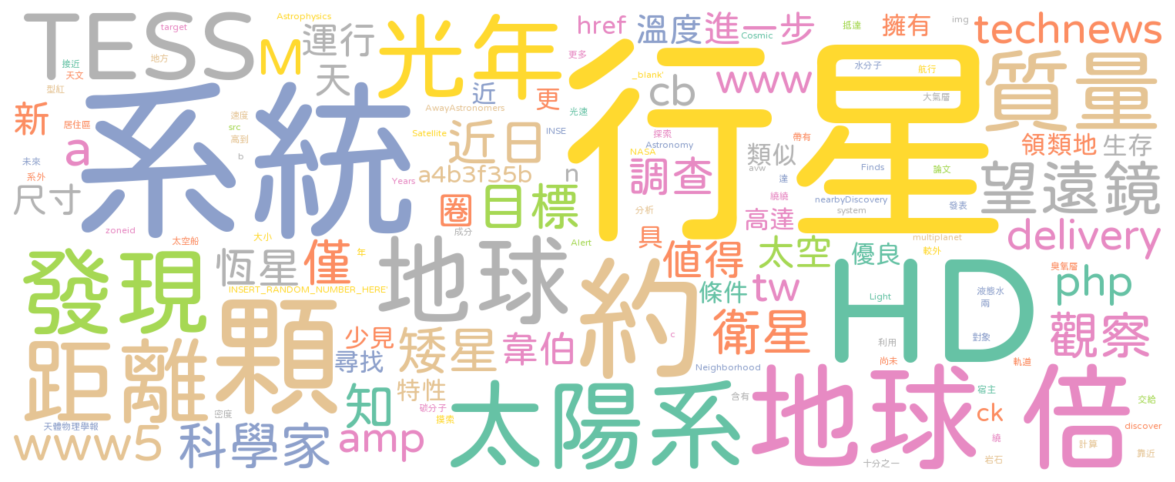 TESS
target
Astrophysics
M
運行
天
光年
行星
href
溫度
進一步
Cosmic
抵達
img
擁有
technews
接近
天文
地方
型紅
近
更
更多
_blank'
www
cb
水分子
航行
大氣層
質量
新
居住區
速度
src
高到
b
系統
AwayAstronomers
Satellite
光速
近日
INSE
探索
Astronomy
NASA
帶有
類似
avw
Finds
論文
領類地
生存
未來
系外
a
Years
a4b3f35b
n
調查
達
繞繞
nearbyDiscovery
system
發表
望遠鏡
尺寸
zoneid
圈
目標
成分
分析
具
高達
multiplanet
較外
delivery
太空船
大小
年
Alert
值得
太空
優良
臭氧層
php
發現
恆星
僅
地球
約
條件
tw
HD
Light
液態水
雨
對象
INSERT_RANDOM_NUMBER_HERE'
顆
少見
尋找
矮星
韋伯
c
衛星
利用
尚未
軌道
觀察
距離
密度
知
特性
Neighborhood
含有
宿主
ck
繞
倍
交給
discover
天體物理學報
www5
科學家
amp
太陽系
地球
十分之一
岩石
計算
靠近